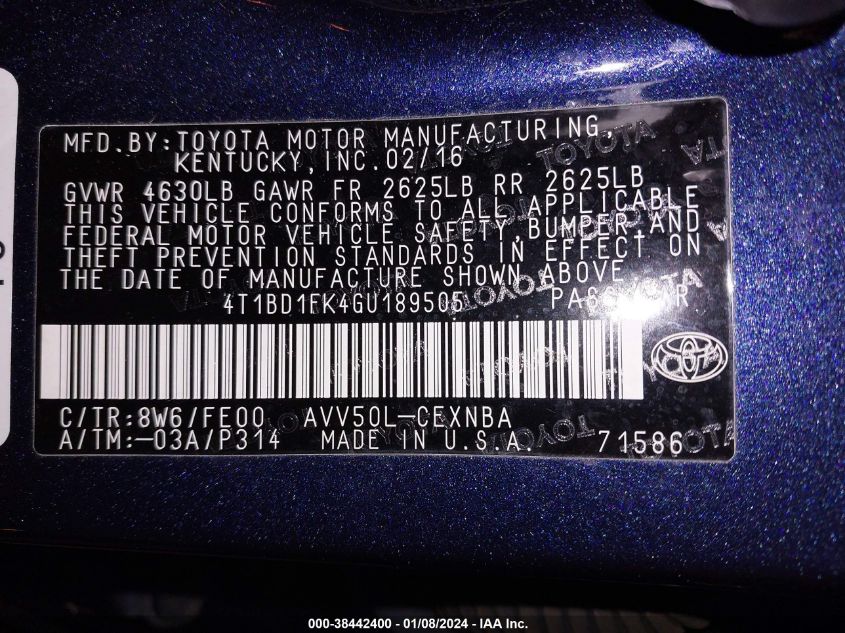 MFD.BY:TOYOTA MOTOR MANUFACTURING,
KENTUCKY,INC.02/16
GVWR 4630LB GAWR FR 2625LB RR 2625LB
THIS VEHICLE CONFORMS TO ALL APPLICABLE
FEDERAL MOTOR VEHICLE SAFETY,BUMPER,AND
THEFT PREVENTION STANDARDS IN EFFECT ON
THE DATE OF MANUFACTURE SHOWN ABOVE.
4T1BD1FK4GU189505
C/TR:8W6/FE00 AVV50L-CEXNBA
A/TM:-03A/P314 MADE IN U.S.A. 71586
000-38442400 - 01/08/2024 - IAA Inc.